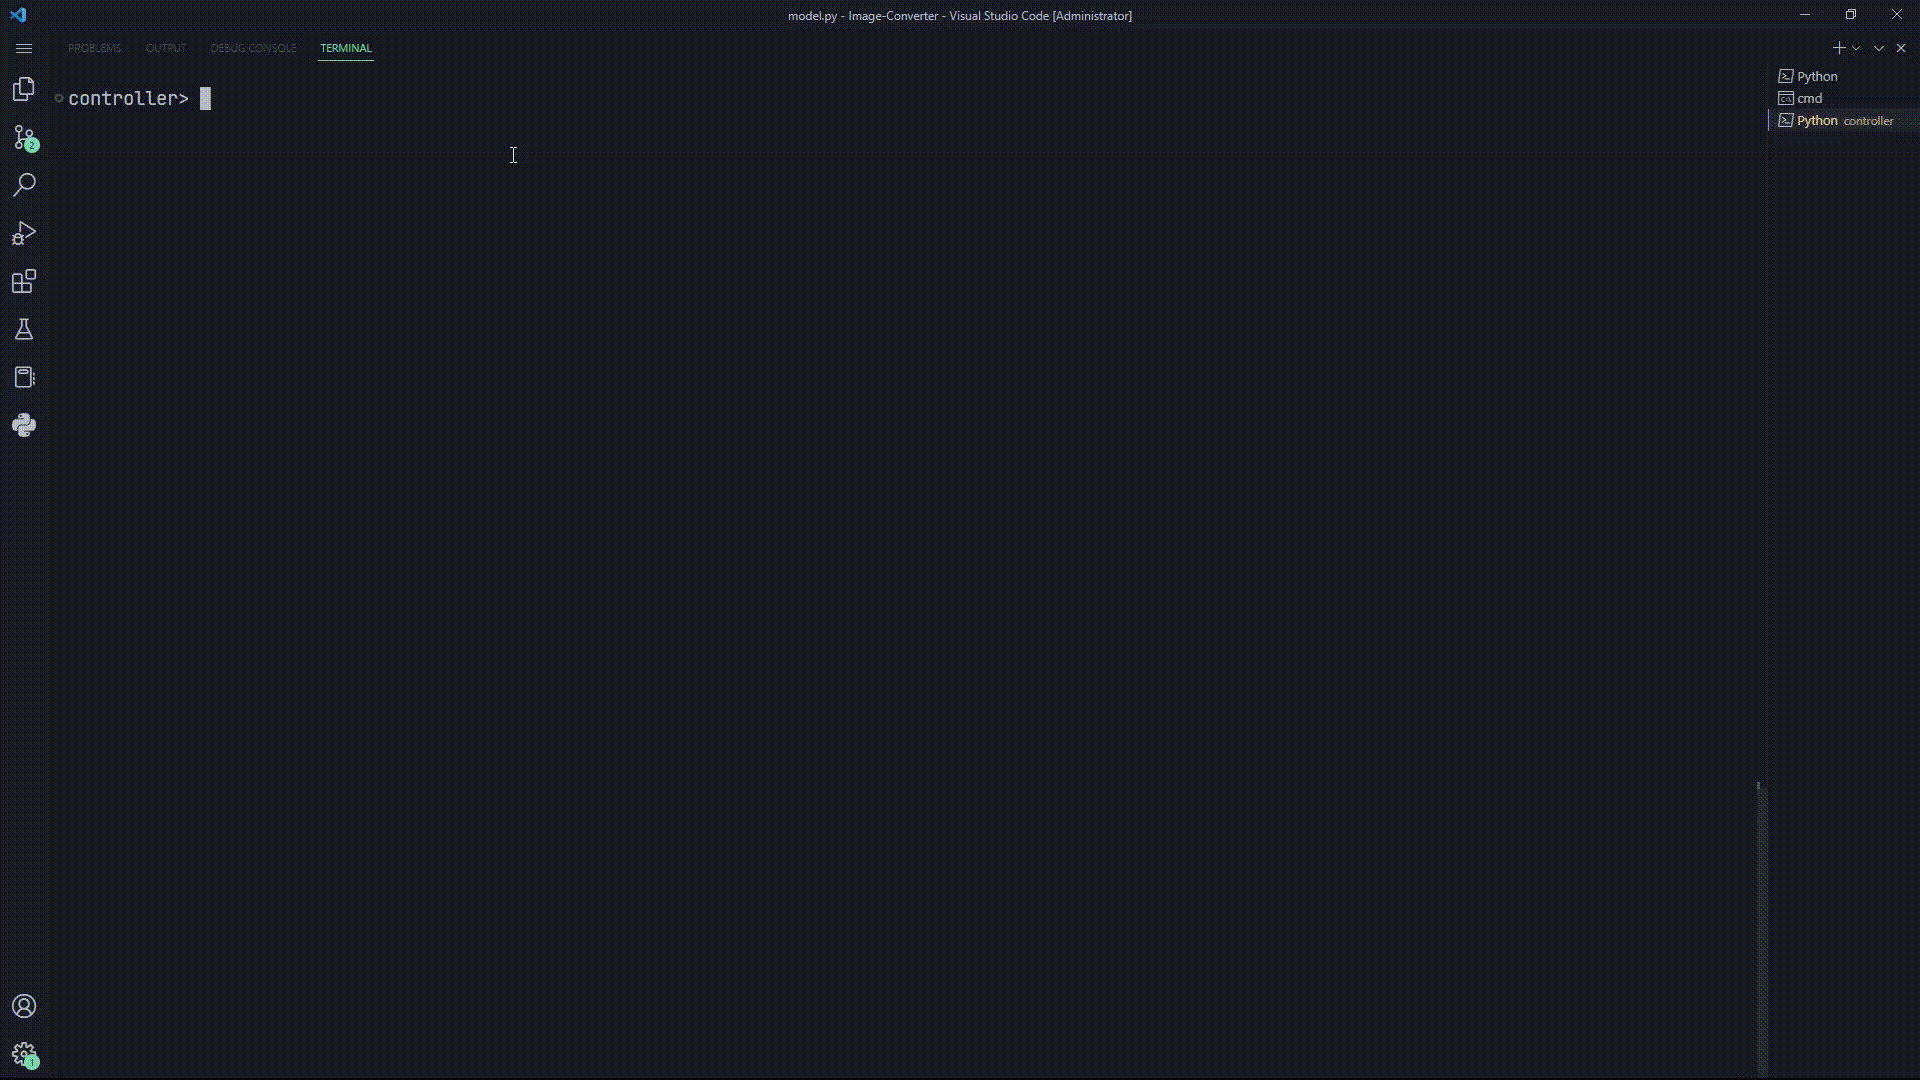 model.py - Image-Converter - Visual Studio Code [Administrator]
PROBLEMS OUTPUT DEBUG CONSOLE TERMINAL
controller>
Python
cmd
Python controller
2
1